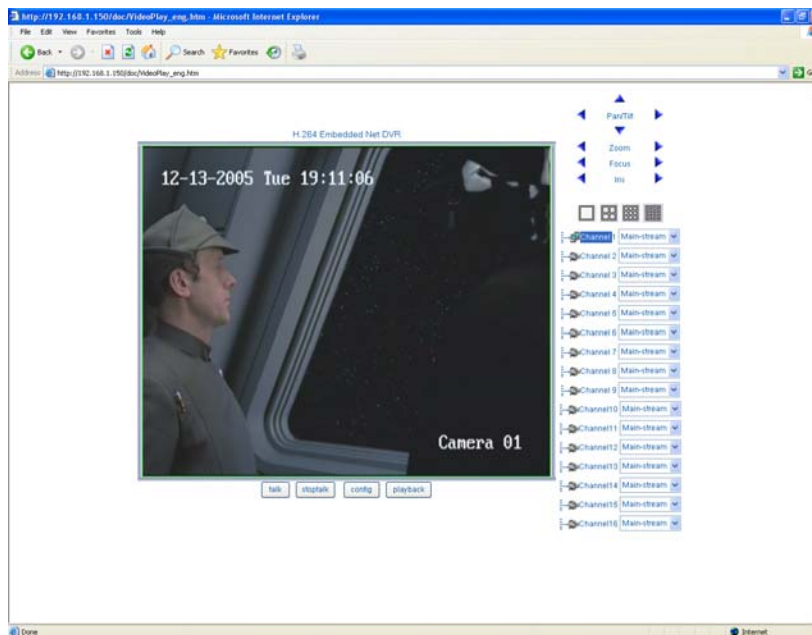 http://192.168.1.150/doc/VideoPlay_eng.htm - Microsoft Internet Explorer
File Edit View Favorites Tools Help
Back Search Favorites
Address http://192.168.1.150/doc/VideoPlay_eng.htm G
H.264 Embedded Net DVR
12-13-2005 Tue 19:11:06
Camera 01
talk stoptalk config playback
Pan/Tilt
Zoom
Focus
Iris
Channel 1 Main-stream
Channel 2 Main-stream
Channel 3 Main-stream
Channel 4 Main-stream
Channel 5 Main-stream
Channel 6 Main-stream
Channel 7 Main-stream
Channel 8 Main-stream
Channel 9 Main-stream
Channel10 Main-stream
Channel11 Main-stream
Channel12 Main-stream
Channel13 Main-stream
Channel14 Main-stream
Channel15 Main-stream
Channel16 Main-stream
Done Internet